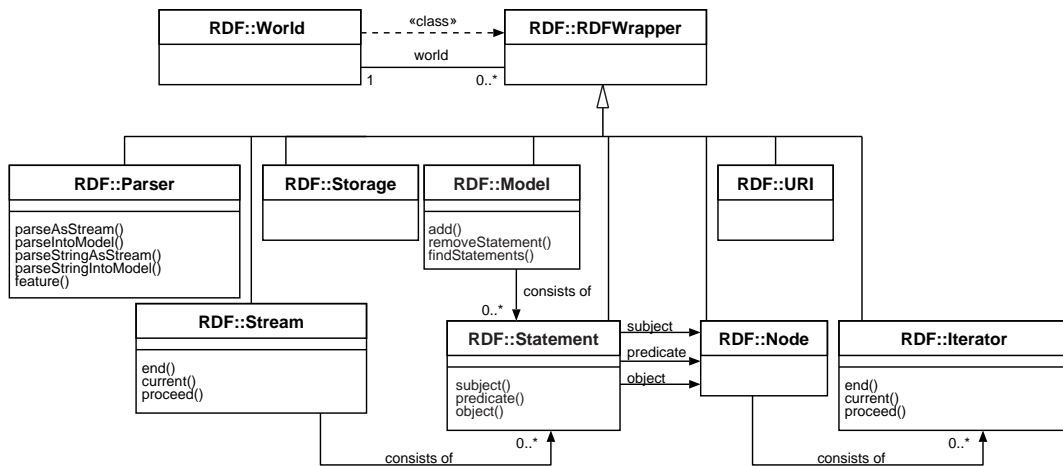 RDF::World
«class»
RDF::RDFWrapper
world
1
0..*
RDF::Parser
parseAsStream()
parseIntoModel()
parseStringAsStream()
parseStringIntoModel()
feature()
RDF::Storage
RDF::Model
add()
removeStatement()
findStatements()
RDF::URI
consists of
0..*
RDF::Stream
end()
current()
proceed()
RDF::Statement
subject()
predicate()
object()
subject
predicate
object
RDF::Node
RDF::Iterator
end()
current()
proceed()
0..*
consists of
0..*
consists of